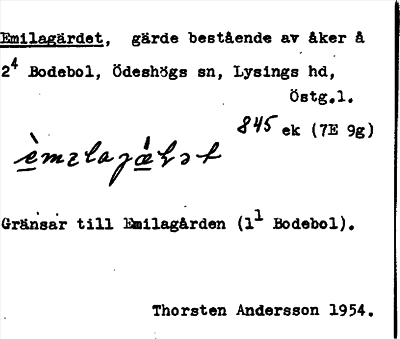 Emilagärdet, gärde bestående av åker å
2⁴ Bodebol, Ödeshögs sn, Lysings hd,
Östg.l.
845 ek (7E 9g)
Gränsar till Emilagården (1¹ Bodebol).
Thorsten Andersson 1954.